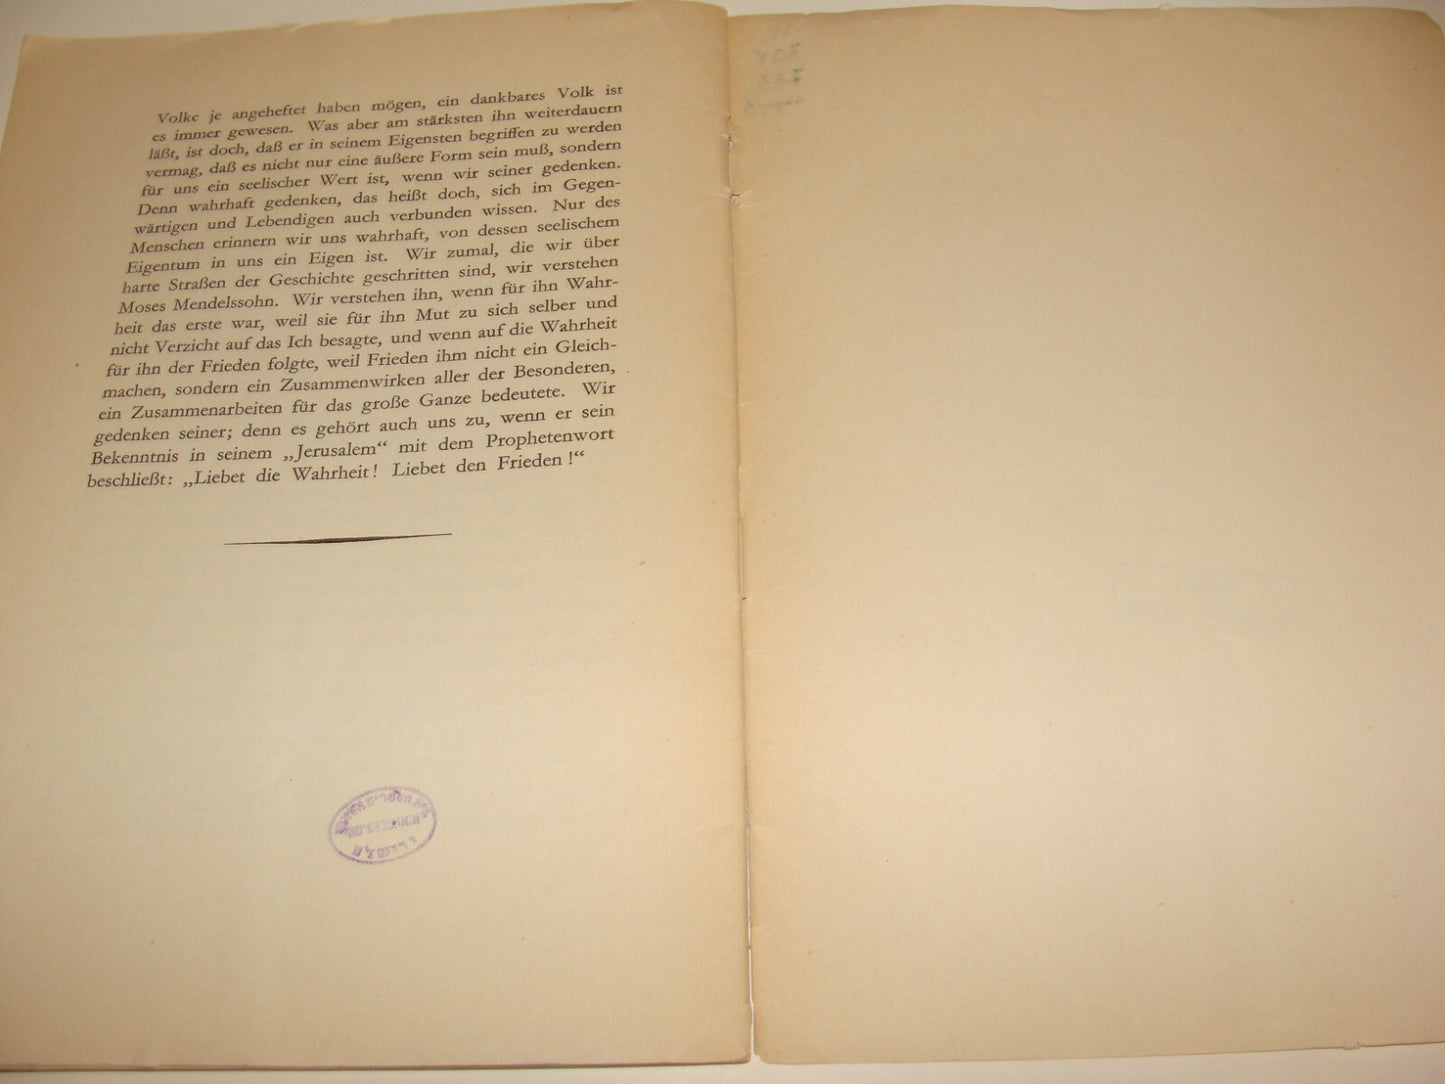 Volke je angeheftet haben mögen, ein dankbares Volk ist
es immer gewesen. Was aber am stärksten ihn weiterdauern
läßt, ist doch, daß er in seinem Eigensten begriffen zu werden
vermag, daß es nicht nur eine äußere Form sein muß, sondern
für uns ein seelischer Wert ist, wenn wir seiner gedenken.
Denn wahrhaft gedenken, das heißt doch, sich im Gegen-
wärtigen und Lebendigen auch verbunden wissen. Nur des
Menschen erinnern wir uns wahrhaft, von dessen seelischem
Eigentum in uns ein Eigen ist. Wir zumal, die wir über
harte Straßen der Geschichte geschritten sind, wir verstehen
Moses Mendelssohn. Wir verstehen ihn, wenn für ihn Wahr-
heit das erste war, weil sie für ihn Mut zu sich selber und
nicht Verzicht auf das Ich besagte, und wenn auf die Wahrheit
für ihn der Frieden folgte, weil Frieden ihm nicht ein Gleich-
machen, sondern ein Zusammenwirken aller der Besonderen,
ein Zusammenarbeiten für das große Ganze bedeutete. Wir
gedenken seiner; denn es gehört auch uns zu, wenn er sein
Bekenntnis in seinem „Jerusalem“ mit dem Prophetenwort
beschließt: „Liebet die Wahrheit! Liebet den Frieden!“